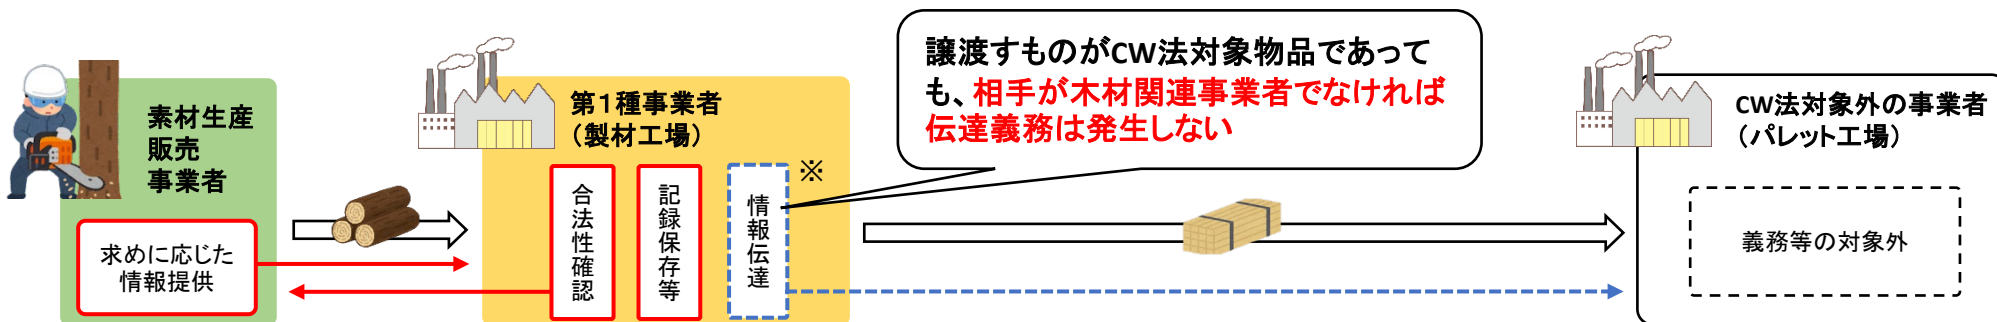 素材生産
販売
事業者
求めに応じた
情報提供
第１種事業者
（製材工場）
合法性確認
記録保存等
情報伝達
※
譲渡すものがCW法対象物品であって
も、相手が木材関連事業者でなければ
伝達義務は発生しない
CW法対象外の事業者
（パレット工場）
義務等の対象外